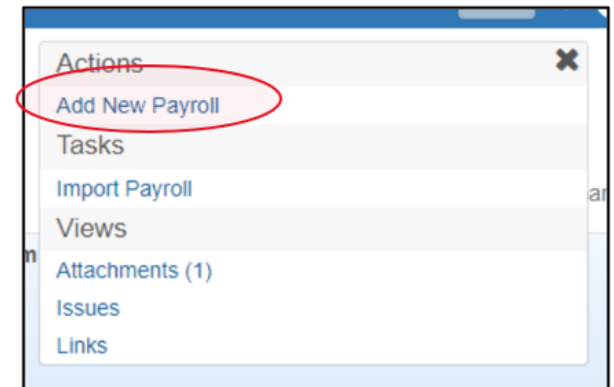 Actions
Add New Payroll
Tasks
Import Payroll
Views
Attachments (1)
Issues
Links